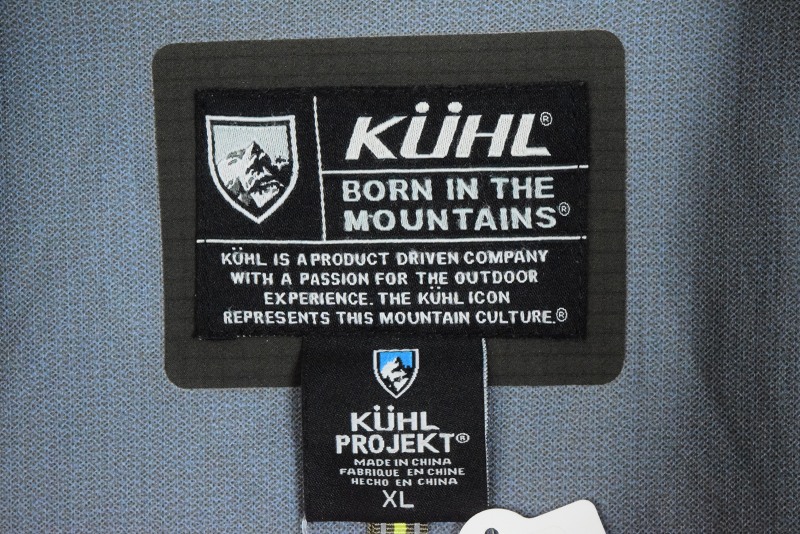 KÜHL®
BORN IN THE
MOUNTAINS®
KÜHL IS A PRODUCT DRIVEN COMPANY
WITH A PASSION FOR THE OUTDOOR
EXPERIENCE. THE KÜHL ICON
REPRESENTS THIS MOUNTAIN CULTURE.®
KÜHL
PROJEKT®
MADE IN CHINA
FABRIQUE EN CHINE
HECHO EN CHINA
XL